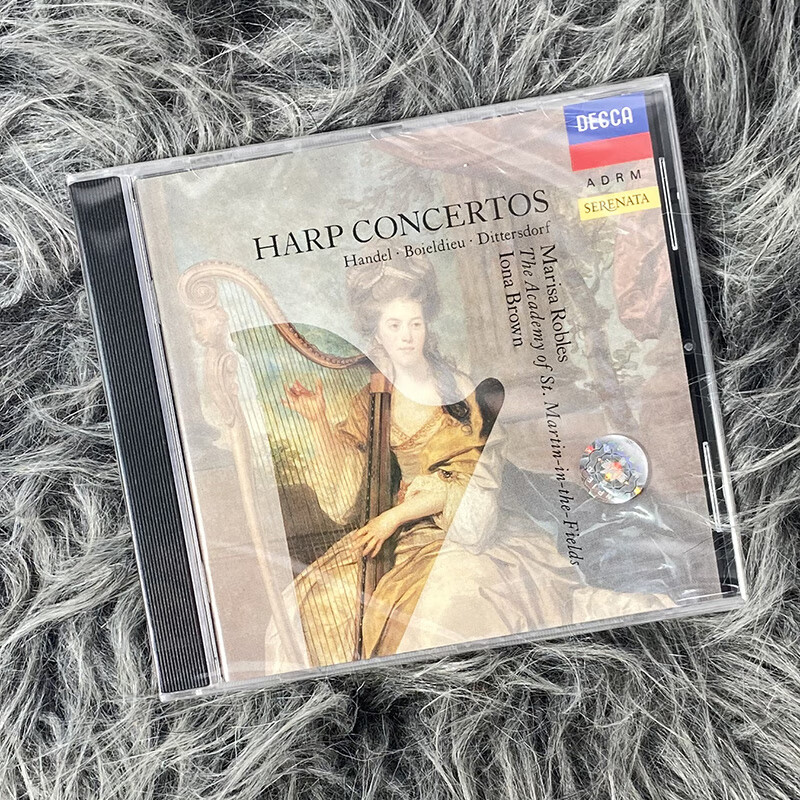 DECCA
ADRM
SERENATA
HARP CONCERTOS
Handel · Boieldieu · Dittersdorf
Marisa Robles
The Academy of St. Martin-in-the-Fields
Iona Brown